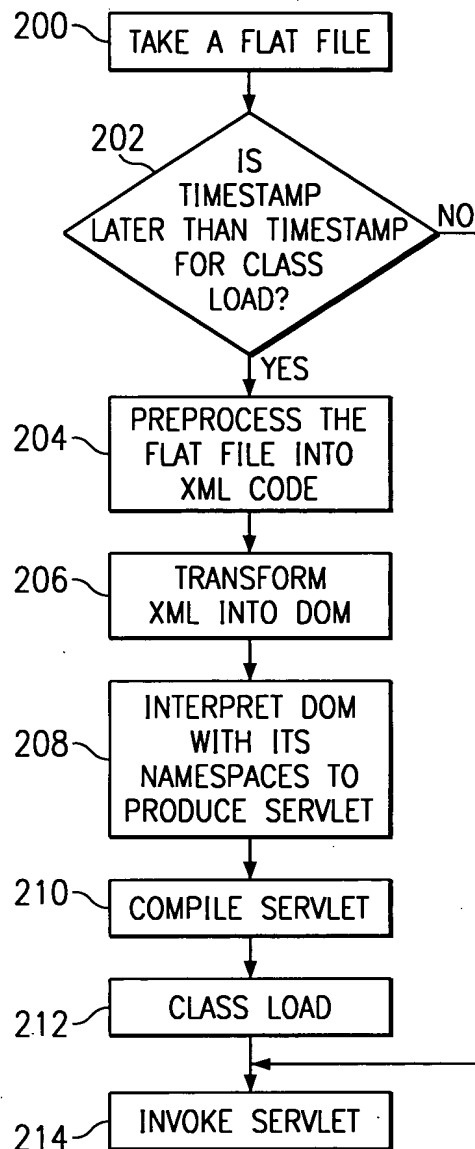 200
TAKE A FLAT FILE
202
IS
TIMESTAMP
LATER THAN TIMESTAMP
FOR CLASS
LOAD?
NO
YES
204
PREPROCESS THE
FLAT FILE INTO
XML CODE
206
TRANSFORM
XML INTO DOM
208
INTERPRET DOM
WITH ITS
NAMESPACES TO
PRODUCE SERVLET
210
COMPILE SERVLET
212
CLASS LOAD
214
INVOKE SERVLET